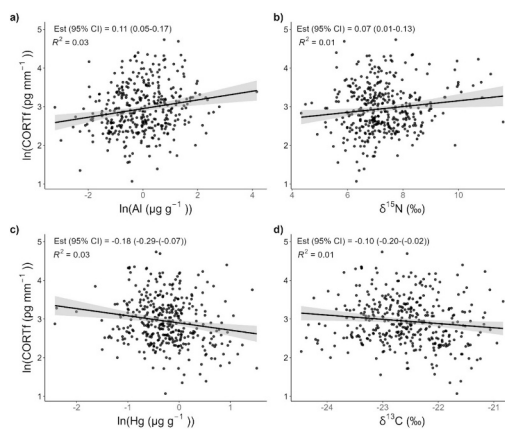 a)
Est (95% CI) = 0.11 (0.05-0.17)
R² = 0.03
ln(CORTf (pg mm⁻¹ ))
5
4
3
2
1
-2
0
2
4
ln(Al (μg g⁻¹ ))
b)
Est (95% CI) = 0.07 (0.01-0.13)
R² = 0.01
5
4
3
2
1
4
6
8
10
δ¹⁵N (‰)
c)
Est (95% CI) = -0.18 (-0.29-(-0.07))
R² = 0.03
ln(CORTf (pg mm⁻¹ ))
5
4
3
2
1
-2
-1
0
1
ln(Hg (μg g⁻¹ ))
d)
Est (95% CI) = -0.10 (-0.20-(-0.02))
R² = 0.01
5
4
3
2
1
-24
-23
-22
-21
δ¹³C (‰)